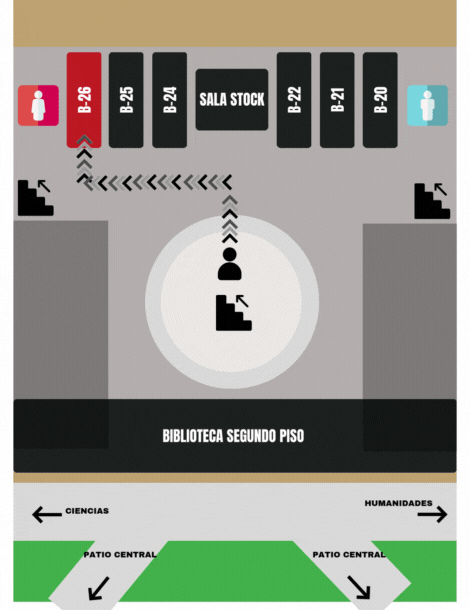 B-26
B-25
B-24
SALA STOCK
B-22
B-21
B-20
BIBLIOTECA SEGUNDO PISO
CIENCIAS
HUMANIDADES
PATIO CENTRAL
PATIO CENTRAL